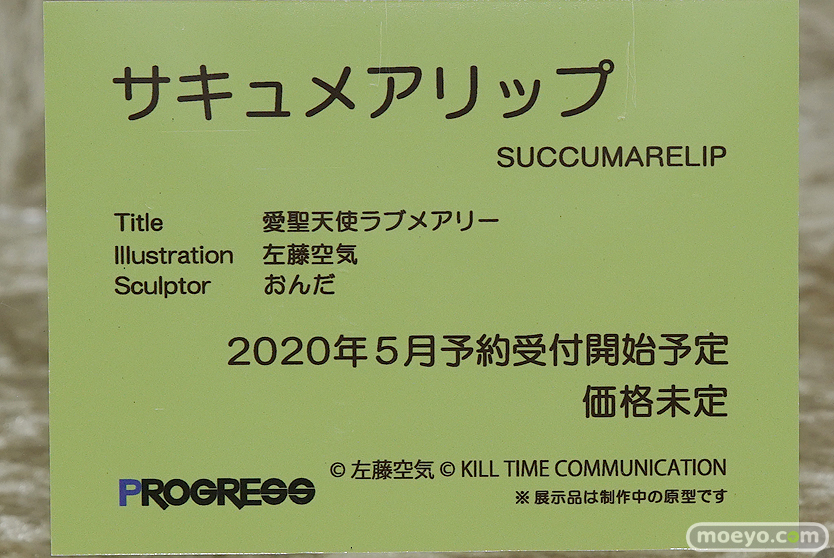 サキュメアリップ
SUCCUMARELIP
Title 愛聖天使ラブメアリー
Illustration 左藤空気
Sculptor おんだ
2020年5月予約受付開始予定
価格未定
© 左藤空気 © KILL TIME COMMUNICATION
PROGRESS
※展示品は制作中の原型です
moeyo.com